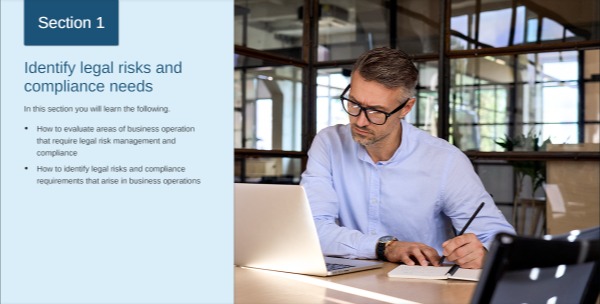 Section 1
Identify legal risks and
compliance needs
In this section you will learn the following.
• How to evaluate areas of business operation
that require legal risk management and
compliance
• How to identify legal risks and compliance
requirements that arise in business operations